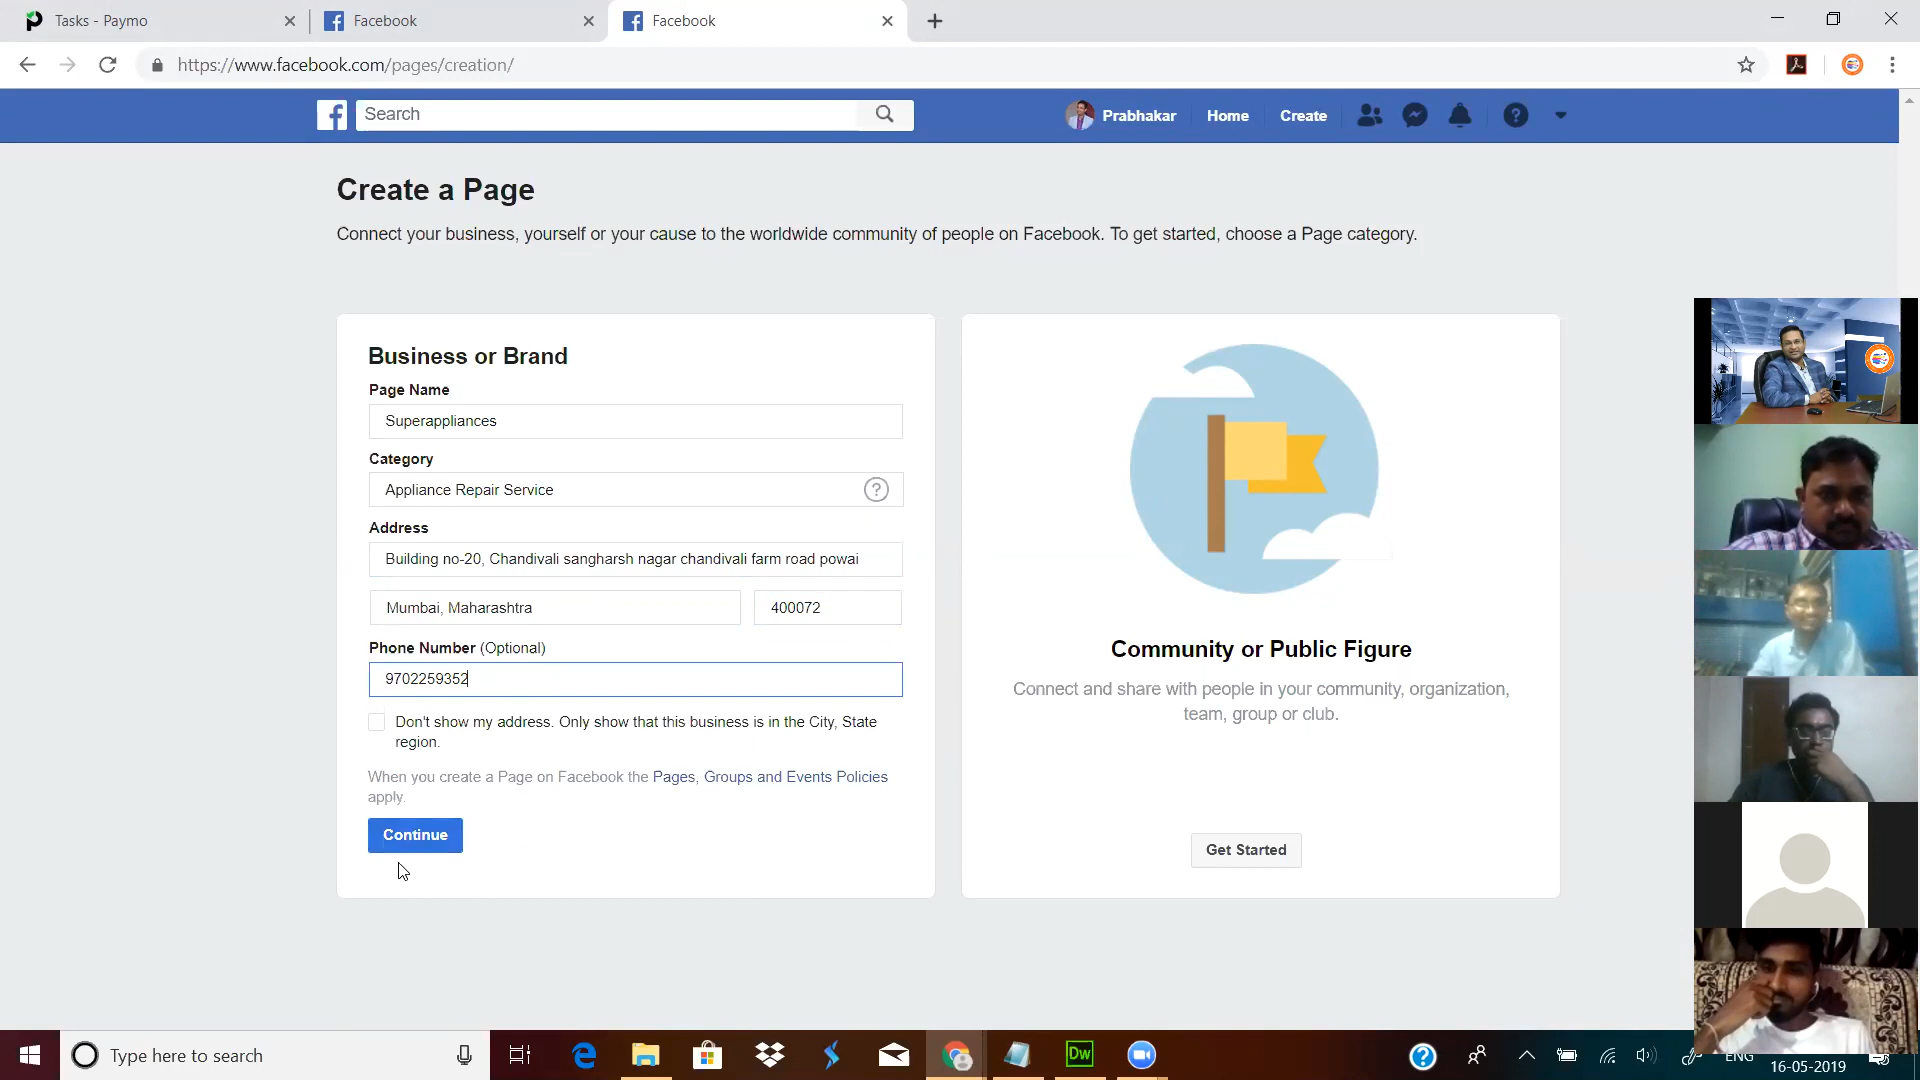 Tasks - Paymo
Facebook
Facebook
https://www.facebook.com/pages/creation/
Search
Prabhakar
Home
Create
Create a Page
Connect your business, yourself or your cause to the worldwide community of people on Facebook. To get started, choose a Page category.
Business or Brand
Page Name
Superappliances
Category
Appliance Repair Service
?
Address
Building no-20, Chandivali sangharsh nagar chandivali farm road powai
Mumbai, Maharashtra
400072
Phone Number (Optional)
9702259352
Don't show my address. Only show that this business is in the City, State
region.
When you create a Page on Facebook the Pages, Groups and Events Policies
apply.
Continue
Community or Public Figure
Connect and share with people in your community, organization,
team, group or club.
Get Started
Type here to search
Dw
ENG
16-05-2019